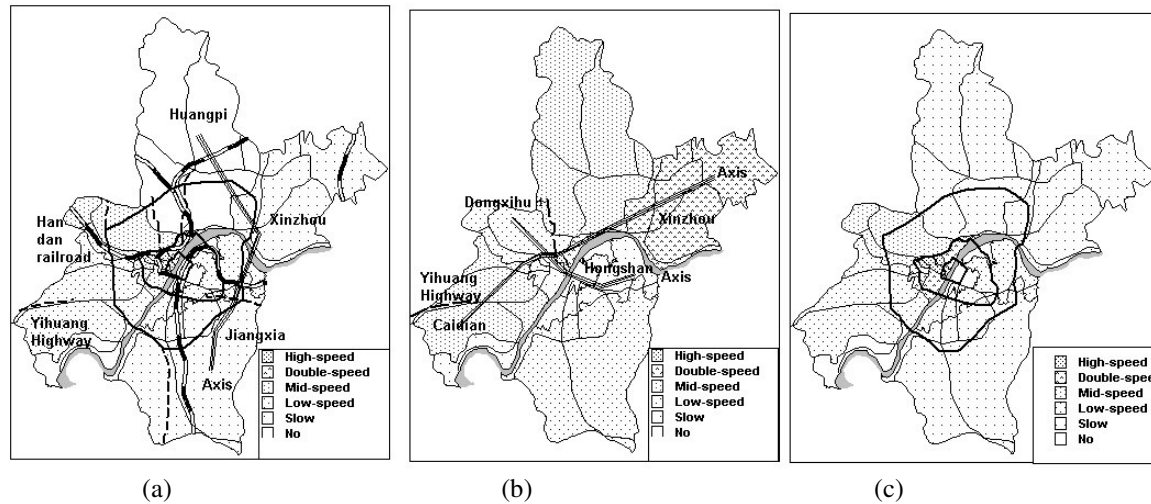 Huangpi
Xinzhou
Han
dan
railroad
Yihuang
Highway
Jiangxia
Axis
High-speed
Double-speed
Mid-speed
Low-speed
Slow
No
(a)
Axis
Dongxihu
Xinzhou
Hongshan
Axis
Yihuang
Highway
Caidian
High-speed
Double-speed
Mid-speed
Low-speed
Slow
No
(b)
High-speed
Double-spee
Mid-speed
Low-speed
Slow
No
(c)